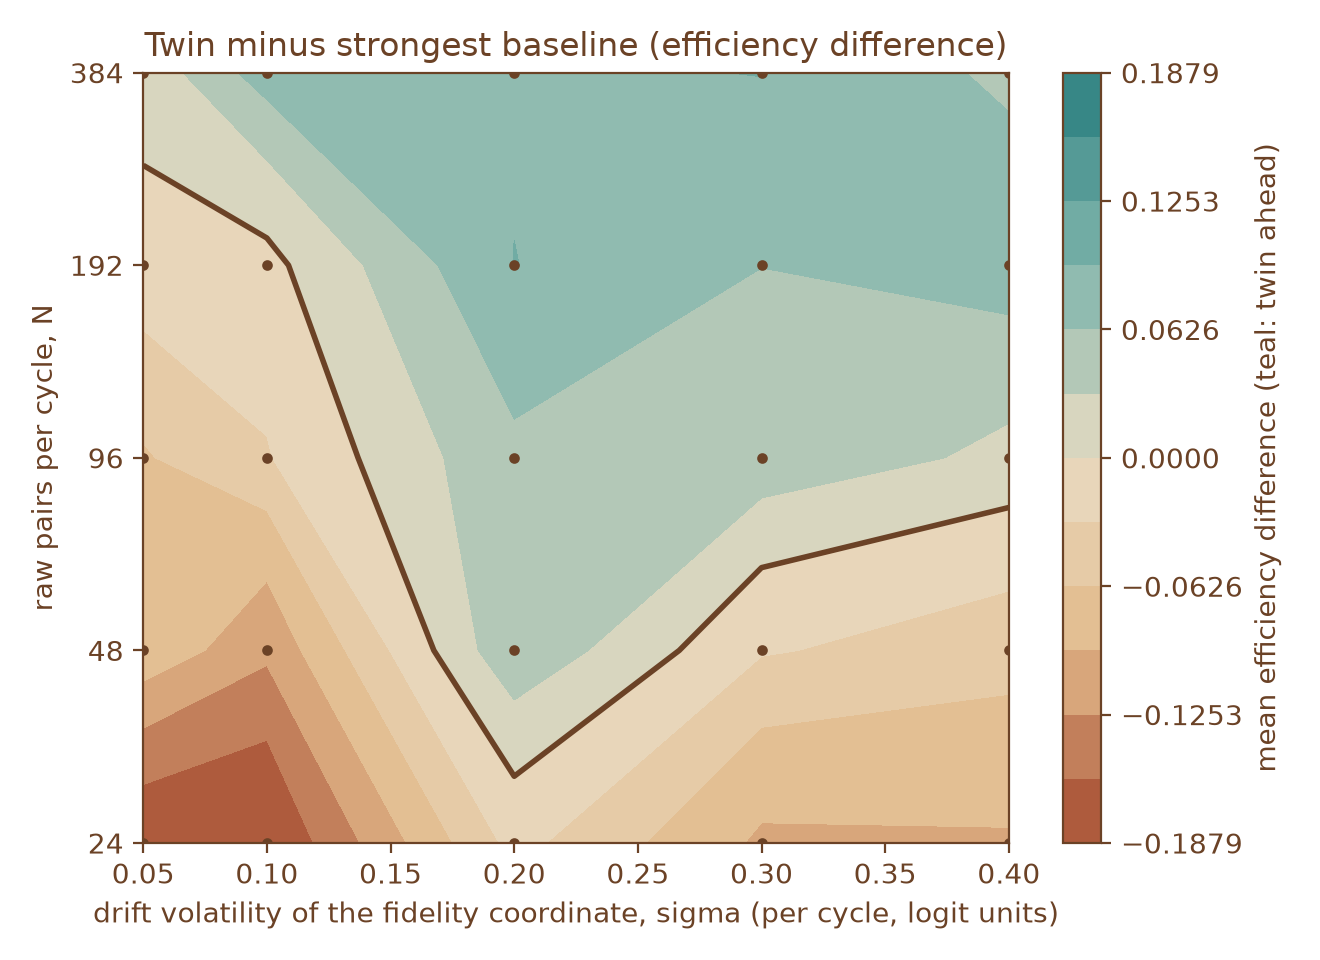 Twin minus strongest baseline (efficiency difference)
384
192
96
48
24
raw pairs per cycle, N
0.05 0.10 0.15 0.20 0.25 0.30 0.35 0.40
drift volatility of the fidelity coordinate, sigma (per cycle, logit units)
0.1879
0.1253
0.0626
0.0000
−0.0626
−0.1253
−0.1879
mean efficiency difference (teal: twin ahead)